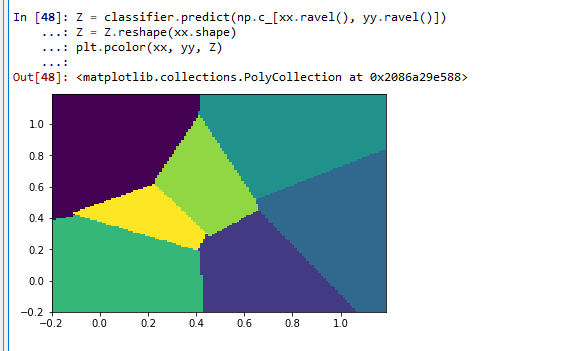 In [48]: Z = classifier.predict(np.c_[xx.ravel(), yy.ravel()])
...: Z = Z.reshape(xx.shape)
...: plt.pcolor(xx, yy, Z)
...:
Out[48]: <matplotlib.collections.PolyCollection at 0x2086a29e588>
1.0
0.8
0.6
0.4
0.2
0.0
−0.2
−0.2 0.0 0.2 0.4 0.6 0.8 1.0